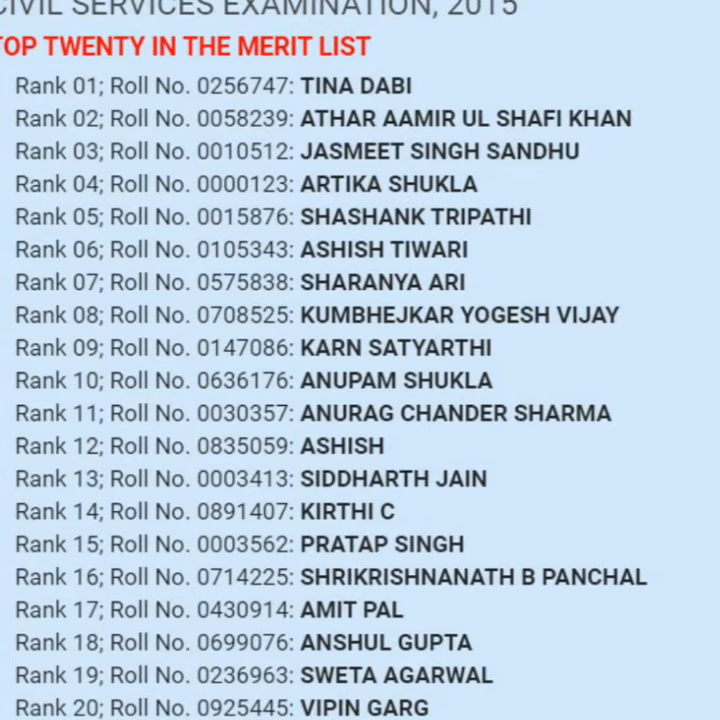 CIVIL SERVICES EXAMINATION, 2015
TOP TWENTY IN THE MERIT LIST
Rank 01; Roll No. 0256747: TINA DABI
Rank 02; Roll No. 0058239: ATHAR AAMIR UL SHAFI KHAN
Rank 03; Roll No. 0010512: JASMEET SINGH SANDHU
Rank 04; Roll No. 0000123: ARTIKA SHUKLA
Rank 05; Roll No. 0015876: SHASHANK TRIPATHI
Rank 06; Roll No. 0105343: ASHISH TIWARI
Rank 07; Roll No. 0575838: SHARANYA ARI
Rank 08; Roll No. 0708525: KUMBHEJKAR YOGESH VIJAY
Rank 09; Roll No. 0147086: KARN SATYARTHI
Rank 10; Roll No. 0636176: ANUPAM SHUKLA
Rank 11; Roll No. 0030357: ANURAG CHANDER SHARMA
Rank 12; Roll No. 0835059: ASHISH
Rank 13; Roll No. 0003413: SIDDHARTH JAIN
Rank 14; Roll No. 0891407: KIRTHI C
Rank 15; Roll No. 0003562: PRATAP SINGH
Rank 16; Roll No. 0714225: SHRIKRISHNANATH B PANCHAL
Rank 17; Roll No. 0430914: AMIT PAL
Rank 18; Roll No. 0699076: ANSHUL GUPTA
Rank 19; Roll No. 0236963: SWETA AGARWAL
Rank 20; Roll No. 0925445: VIPIN GARG